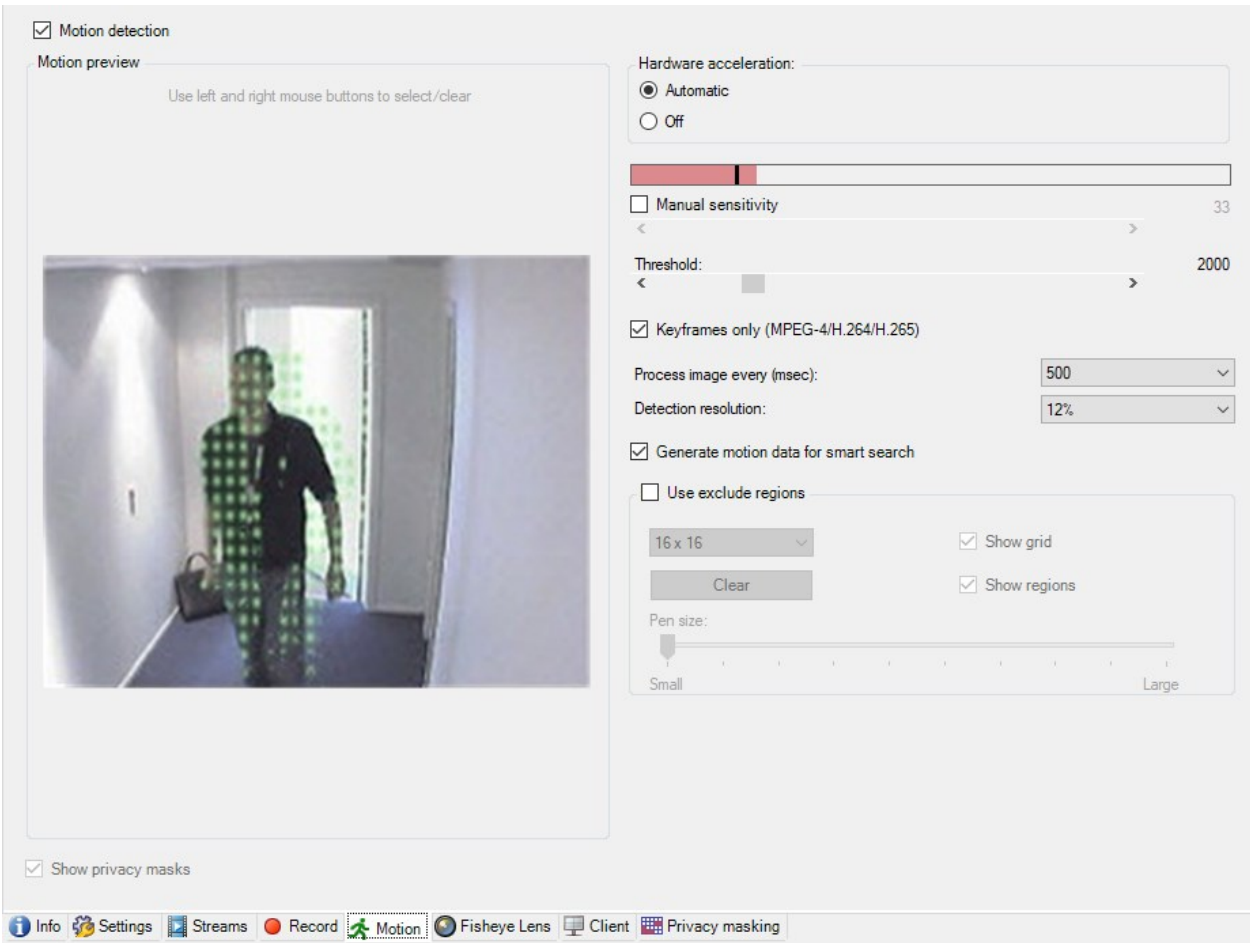 Motion detection
Motion preview
Use left and right mouse buttons to select/clear
Hardware acceleration:
Automatic
Off
Manual sensitivity
33
Threshold:
2000
Keyframes only (MPEG-4/H.264/H.265)
Process image every (msec):
500
Detection resolution:
12%
Generate motion data for smart search
Use exclude regions
16 x 16
Show grid
Clear
Show regions
Pen size:
Small
Large
Show privacy masks
Info
Settings
Streams
Record
Motion
Fisheye Lens
Client
Privacy masking